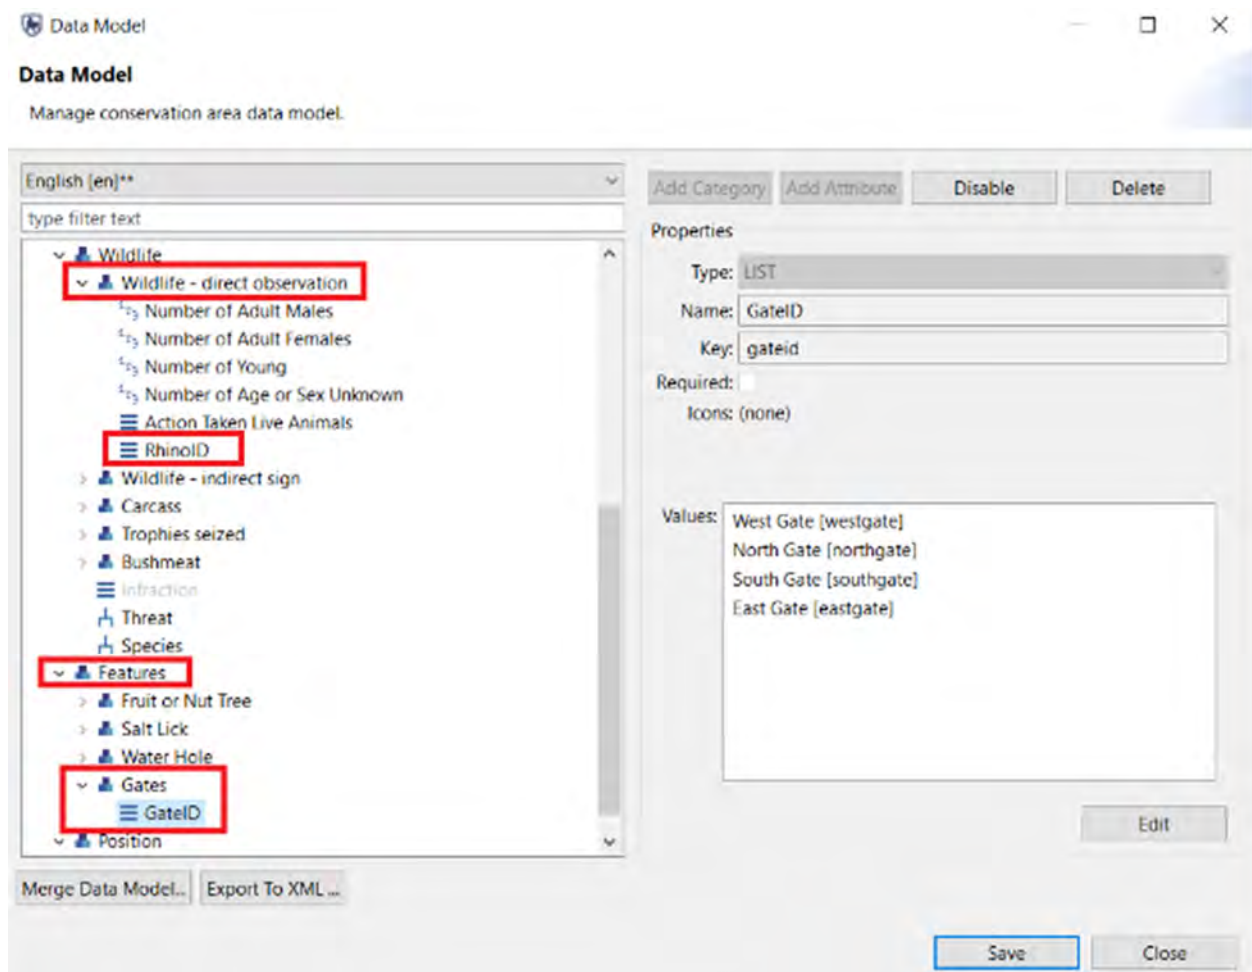 Data Model
Data Model
Manage conservation area data model.
English [en]**
type filter text
Wildlife
Wildlife - direct observation
Number of Adult Males
Number of Adult Females
Number of Young
Number of Age or Sex Unknown
Action Taken Live Animals
RhinoID
Wildlife - indirect sign
Carcass
Trophies seized
Bushmeat
Infraction
Threat
Species
Features
Fruit or Nut Tree
Salt Lick
Water Hole
Gates
GateID
Position
Merge Data Model...
Export To XML ...
Add Category
Add Attribute
Disable
Delete
Properties
Type: LIST
Name: GateID
Key: gateid
Required:
Icons: (none)
Values:
West Gate [westgate]
North Gate [northgate]
South Gate [southgate]
East Gate [eastgate]
Edit
Save
Close